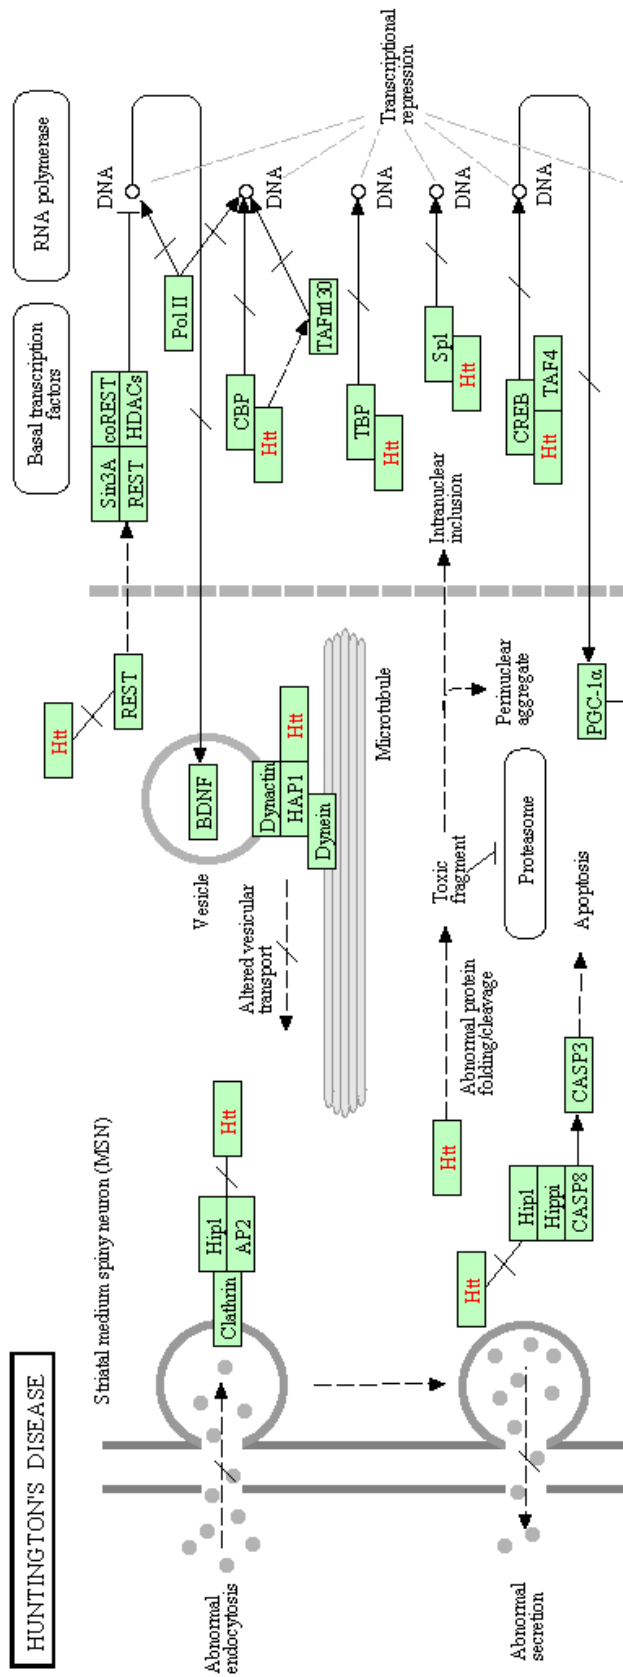 HUNTINGTON'S DISEASE
Striatal medium spiny neuron (MSN)
Basal transcription
factors
RNA polymerase
Htt
REST
Sin3A
coREST
REST
HDACs
DNA
Pol II
Vesicle
BDNF
Clathrin
Hip1
AP2
Htt
Abnormal
endocytosis
Altered vesicular
transport
Dynactin
HAP1
Htt
Dynein
Microtubule
CBP
Htt
TAFII130
DNA
TBP
Htt
DNA
Transcriptional
repression
Sp1
Htt
DNA
Htt
Abnormal protein
folding/cleavage
Toxic
fragment
Intranuclear
inclusion
Perinuclear
aggregate
Proteasome
CREB
Htt
TAF4
DNA
Htt
Hip1
Hippi
CASP8
CASP3
Apoptosis
PGC-1α
Abnormal
secretion